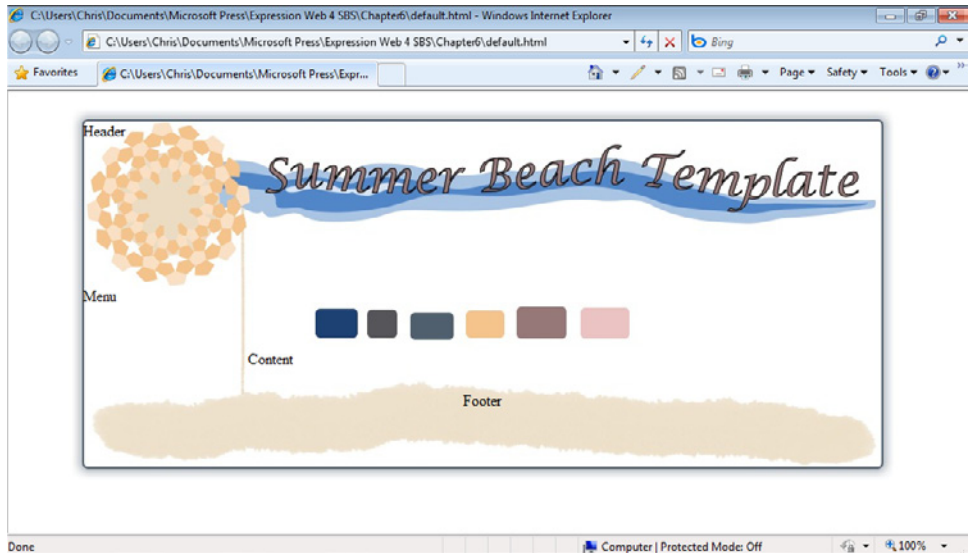 C:\Users\Chris\Documents\Microsoft Press\Expression Web 4 SBS\Chapter6\default.html - Windows Internet Explorer
C:\Users\Chris\Documents\Microsoft Press\Expression Web 4 SBS\Chapter6\default.html
Bing
Favorites
C:\Users\Chris\Documents\Microsoft Press\Expr...
Page
Safety
Tools
Header
Summer Beach Template
Menu
Content
Footer
Done
Computer | Protected Mode: Off
100%